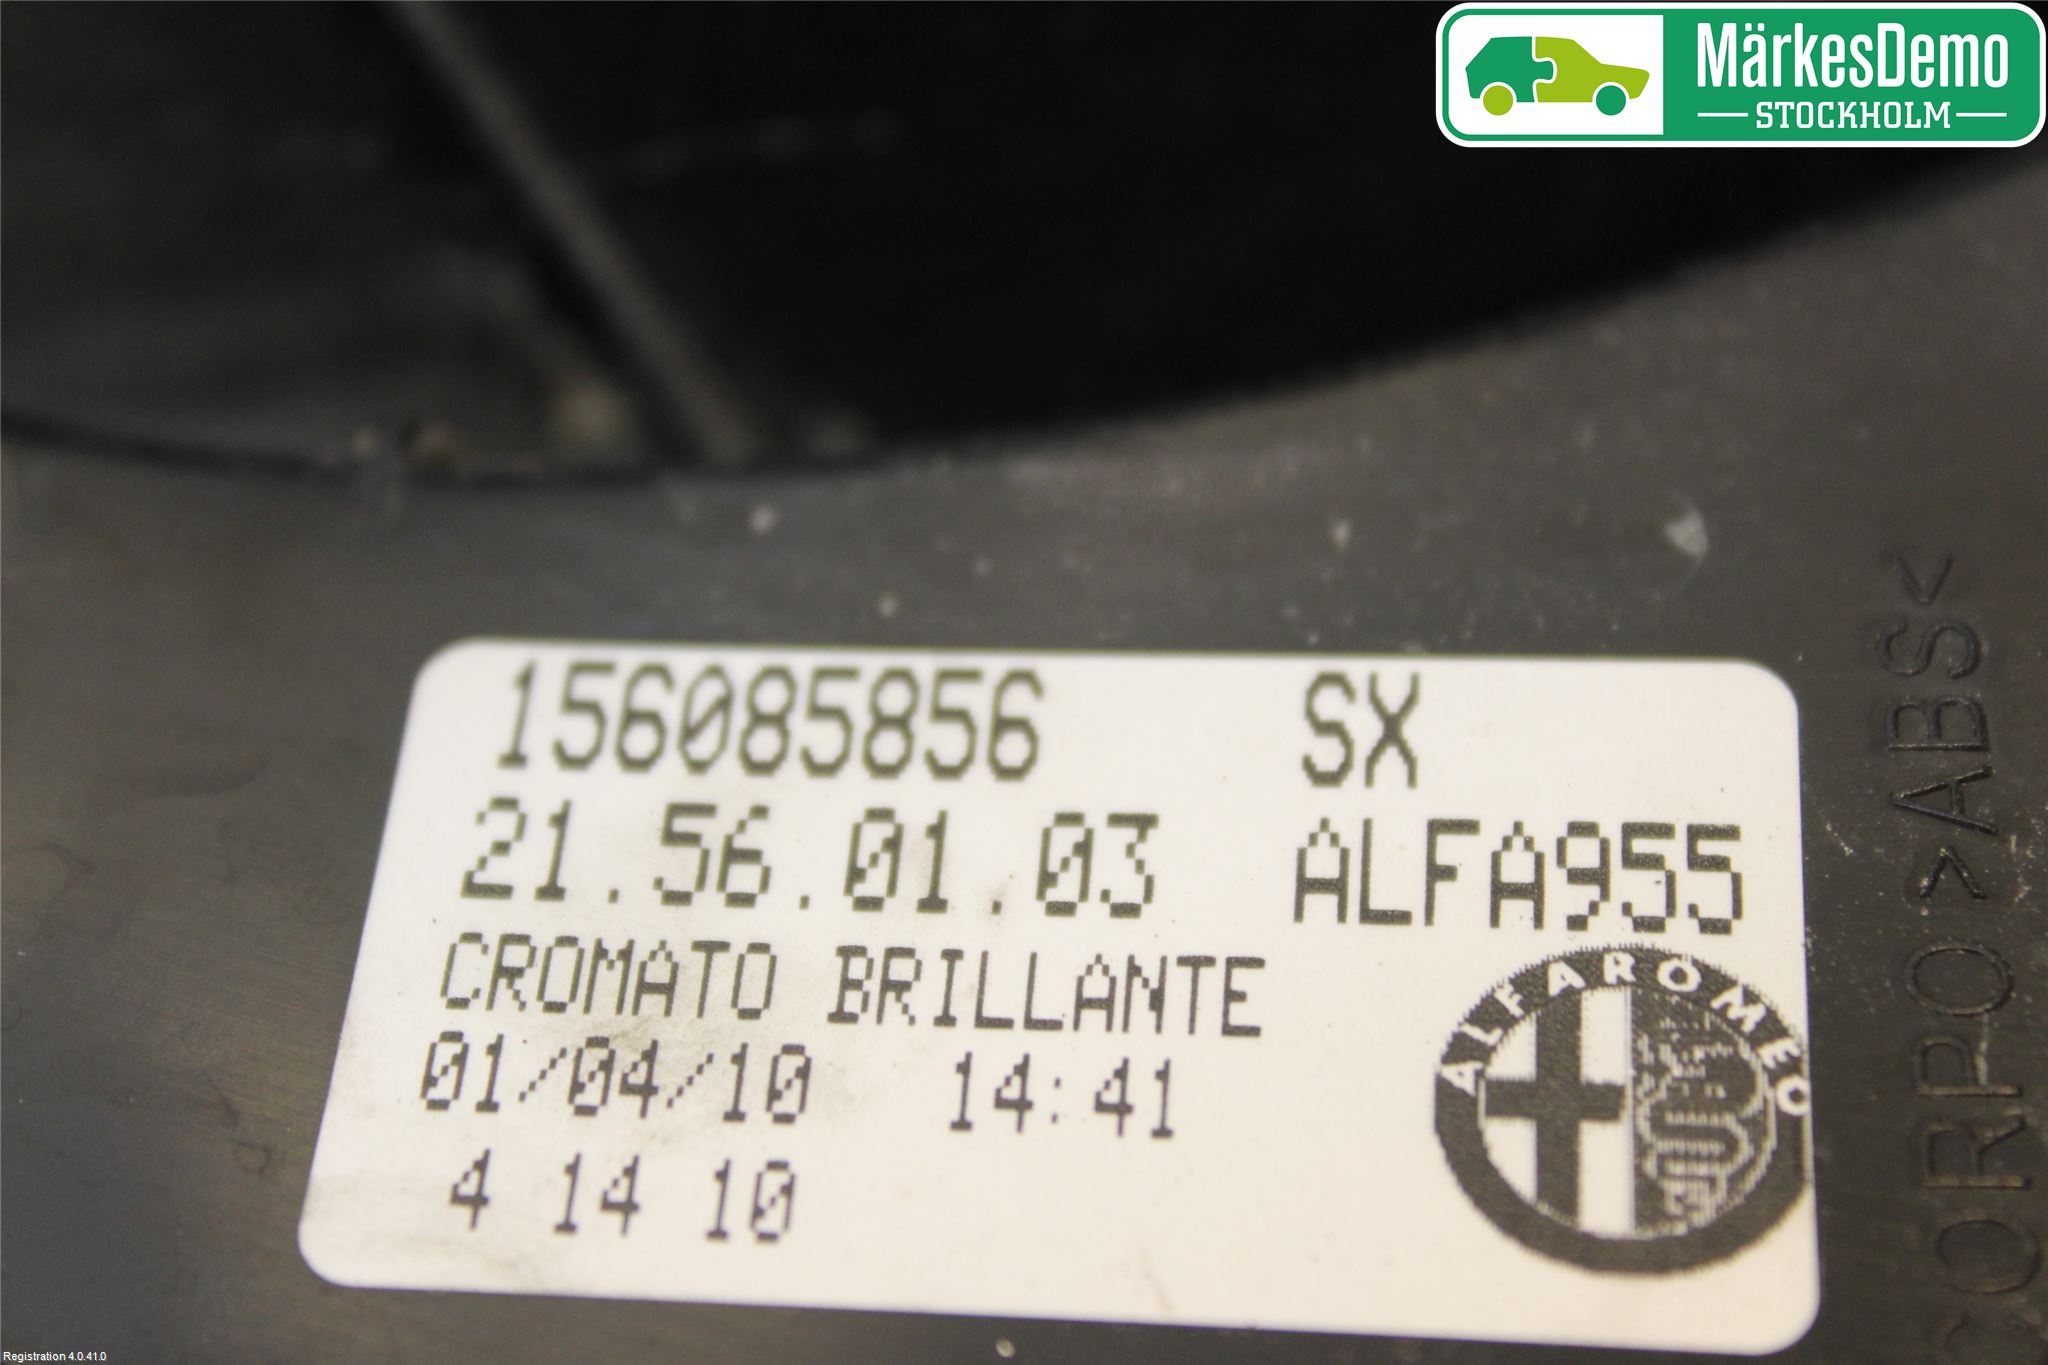 MärkesDemo
STOCKHOLM
156085856 SX
21.56.01.03 ALFA955
CROMATO BRILLANTE
01/04/10 14:41
4 14 10
ALFA ROMEO
ORPO >ABS<
Registration 4.0.41.0